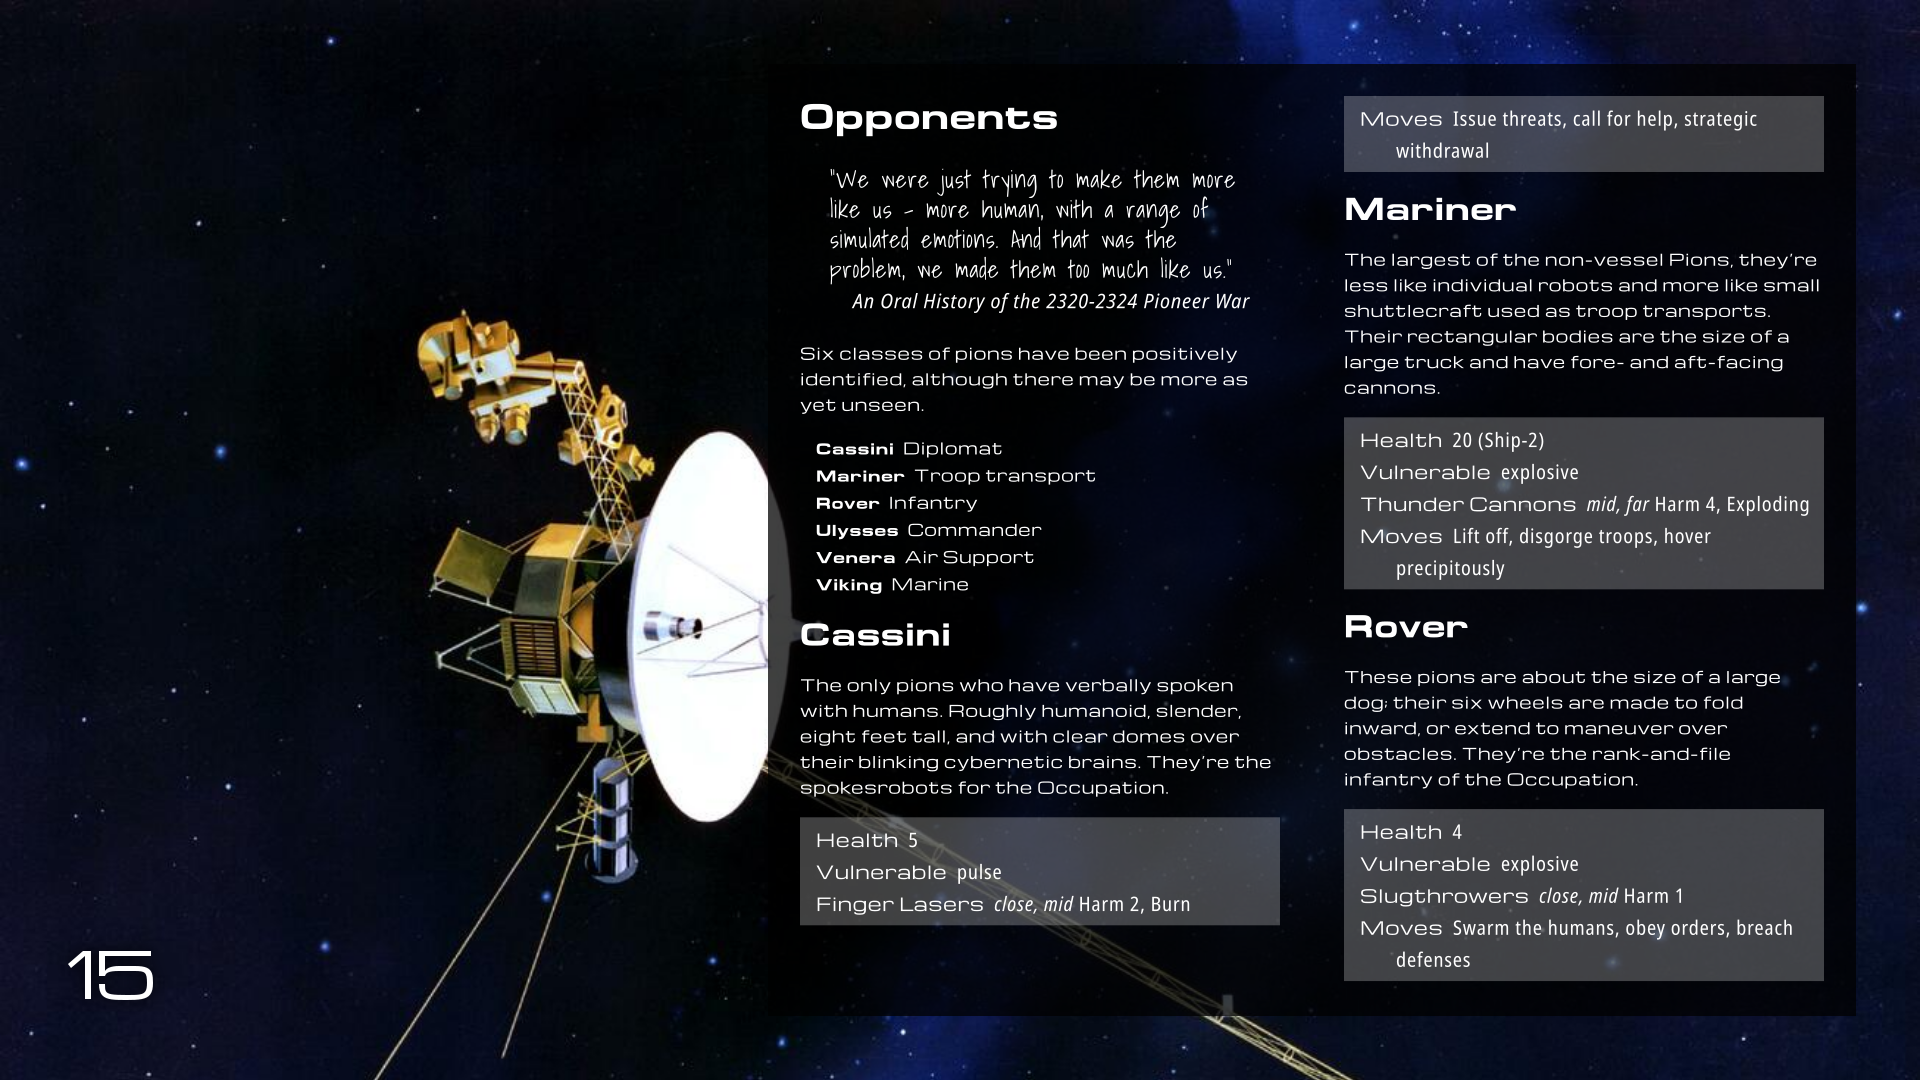 Opponents
"We were just trying to make them more
like us - more human, with a range of
simulated emotions. And that was the
problem, we made them too much like us."
An Oral History of the 2320-2324 Pioneer War
Six classes of pions have been positively
identified, although there may be more as
yet unseen.
Cassini Diplomat
Mariner Troop transport
Rover Infantry
Ulysses Commander
Venera Air Support
Viking Marine
Cassini
The only pions who have verbally spoken
with humans. Roughly humanoid, slender,
eight feet tall, and with clear domes over
their blinking cybernetic brains. They're the
spokesrobots for the Occupation.
Health 5
Vulnerable pulse
Finger Lasers close, mid Harm 2, Burn
Moves Issue threats, call for help, strategic
withdrawal
Mariner
The largest of the non-vessel Pions, they're
less like individual robots and more like small
shuttlecraft used as troop transports.
Their rectangular bodies are the size of a
large truck and have fore- and aft-facing
cannons.
Health 20 (Ship-2)
Vulnerable explosive
Thunder Cannons mid, far Harm 4, Exploding
Moves Lift off, disgorge troops, hover
precipitously
Rover
These pions are about the size of a large
dog; their six wheels are made to fold
inward, or extend to maneuver over
obstacles. They're the rank-and-file
infantry of the Occupation.
Health 4
Vulnerable explosive
Slugthrowers close, mid Harm 1
Moves Swarm the humans, obey orders, breach
defenses
15